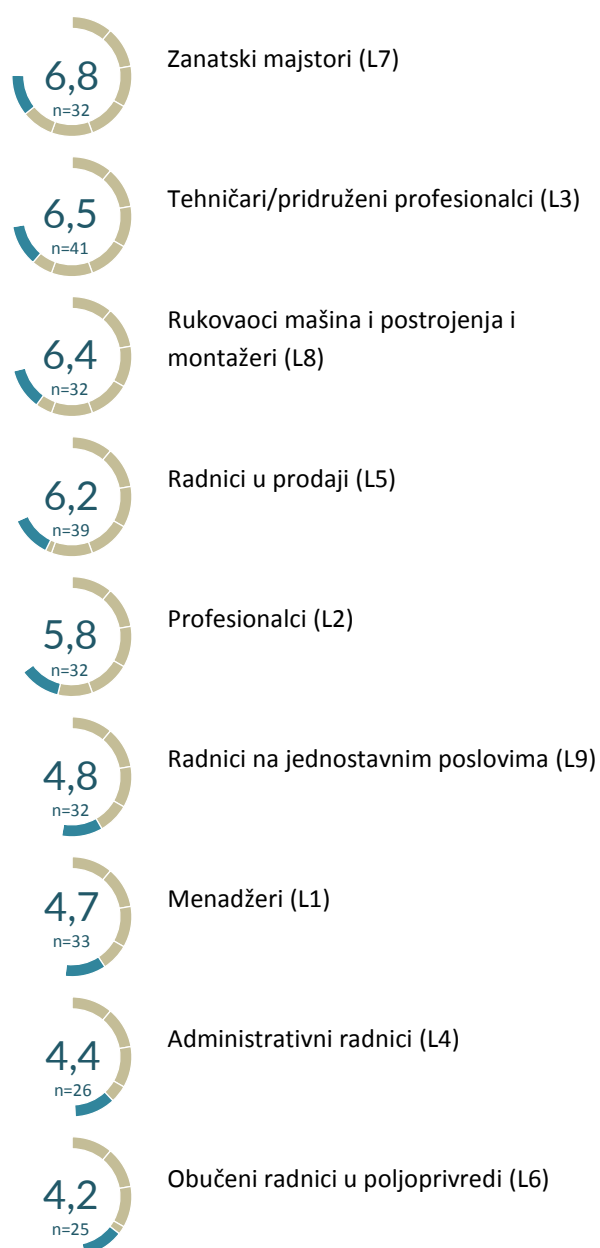 6,8
n=32
Zanatski majstori (L7)
6,5
n=41
Tehničari/pridruženi profesionalci (L3)
6,4
n=32
Rukovaoci mašina i postrojenja i
montažeri (L8)
6,2
n=39
Radnici u prodaji (L5)
5,8
n=32
Profesionalci (L2)
4,8
n=32
Radnici na jednostavnim poslovima (L9)
4,7
n=33
Menadžeri (L1)
4,4
n=26
Administrativni radnici (L4)
4,2
n=25
Obučeni radnici u poljoprivredi (L6)